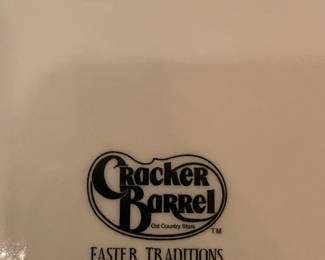 Cracker
Barrel
Old Country Store
TM
EASTER TRADITIONS